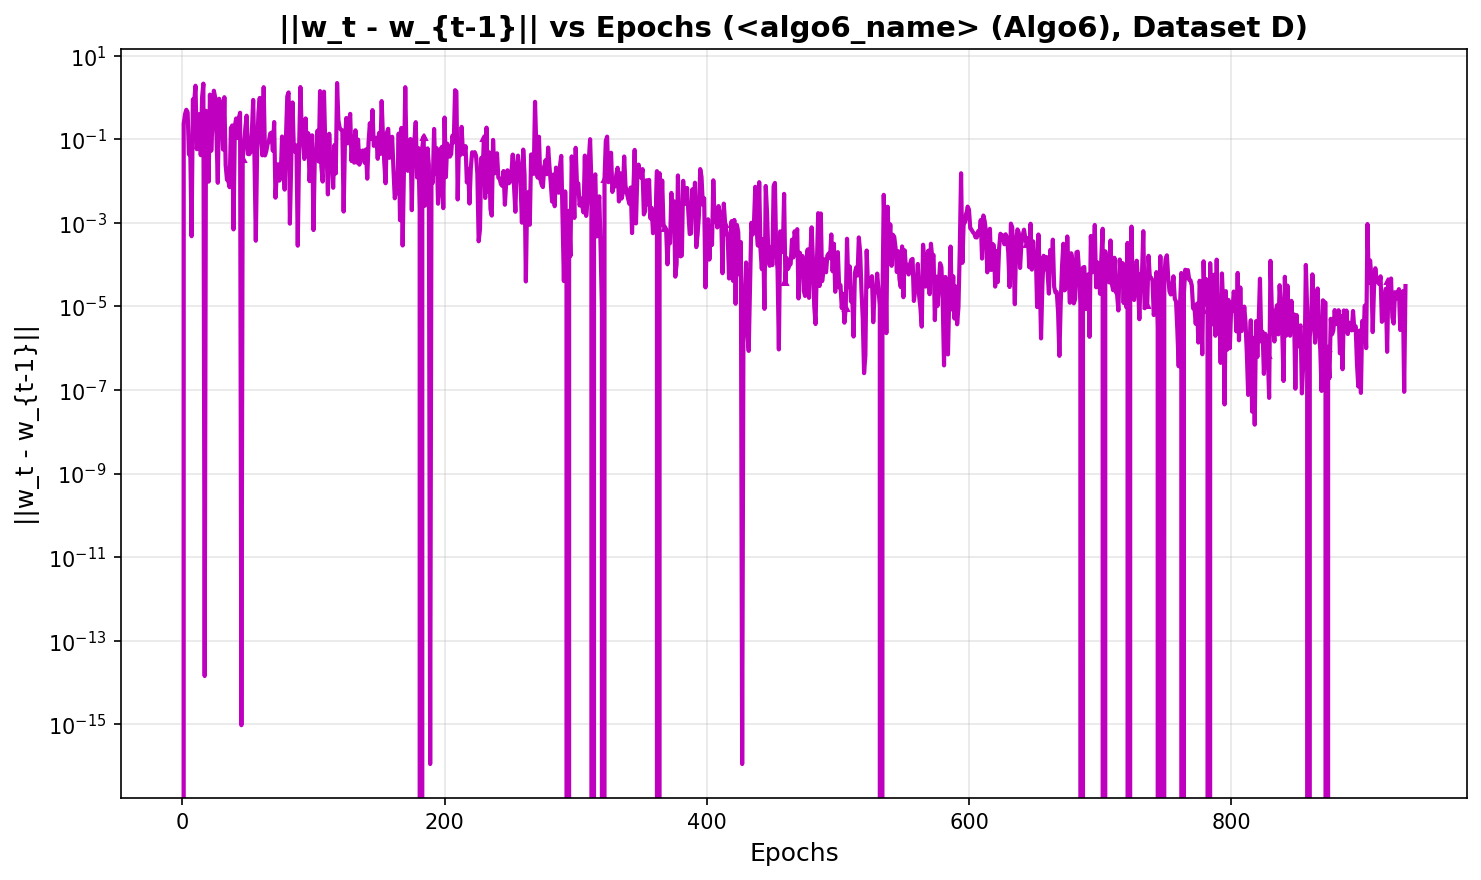 ||w_t - w_{t-1}|| vs Epochs (<algo6_name> (Algo6), Dataset D)
||w_t - w_{t-1}||
10^1
10^-1
10^-3
10^-5
10^-7
10^-9
10^-11
10^-13
10^-15
0 200 400 600 800
Epochs